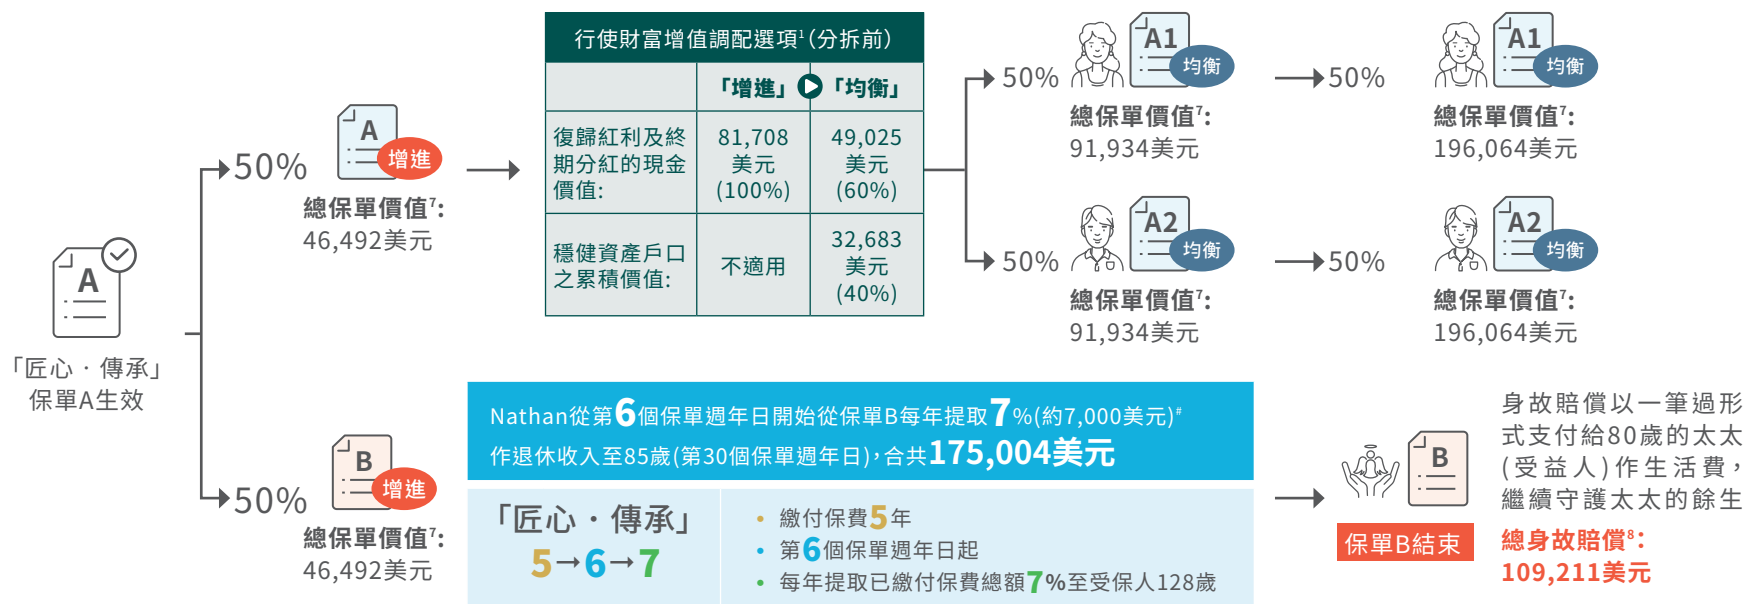 A
「匠心．傳承」
保單A生效
50%
A
增進
總保單價值⁷:
46,492美元
50%
B
增進
總保單價值⁷:
46,492美元
行使財富增值調配選項¹(分拆前)
「增進」 「均衡」
復歸紅利及終
期分紅的現金
價值:
81,708
美元
(100%)
49,025
美元
(60%)
穩健資產戶口
之累積價值:
不適用
32,683
美元
(40%)
50%
A1
均衡
總保單價值⁷:
91,934美元
50%
A1
均衡
總保單價值⁷:
196,064美元
50%
A2
均衡
總保單價值⁷:
91,934美元
50%
A2
均衡
總保單價值⁷:
196,064美元
Nathan從第6個保單週年日開始從保單B每年提取7%(約7,000美元)#
作退休收入至85歲(第30個保單週年日)，合共175,004美元
「匠心．傳承」
5→6→7
• 繳付保費5年
• 第6個保單週年日起
• 每年提取已繳付保費總額7%至受保人128歲
B
保單B結束
身故賠償以一筆過形
式支付給80歲的太太
(受益人)作生活費，
繼續守護太太的餘生
總身故賠償⁸:
109,211美元